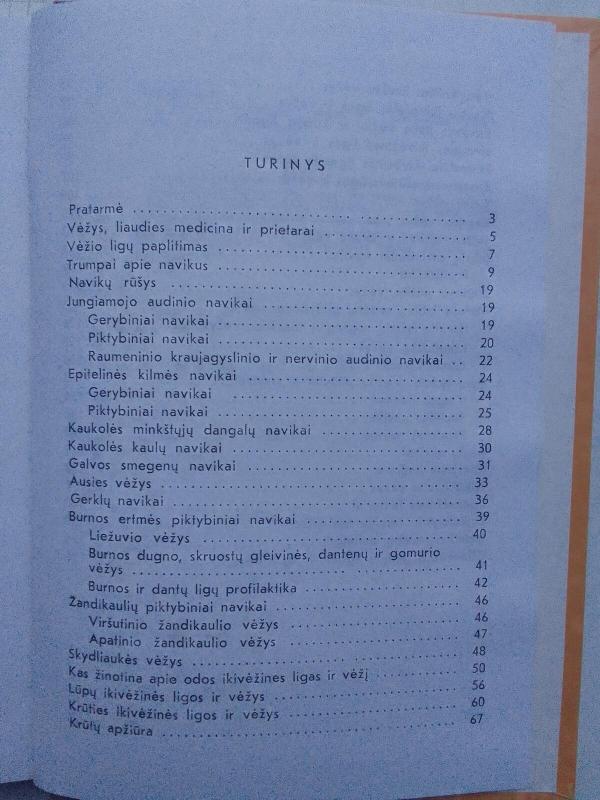 TURINYS
Pratarmė 3
Vėžys, liaudies medicina ir prietarai 5
Vėžio ligų paplitimas 7
Trumpai apie navikus 9
Navikų rūšys 19
Jungiamojo audinio navikai 19
Gerybiniai navikai 19
Piktybiniai navikai 20
Raumeninio kraujagyslinio ir nervinio audinio navikai 22
Epitelinės kilmės navikai 24
Gerybiniai navikai 24
Piktybiniai navikai 25
Kaukolės minkštųjų dangalų navikai 28
Kaukolės kaulų navikai 30
Galvos smegenų navikai 31
Ausies vėžys 33
Gerklų navikai 36
Burnos ertmės piktybiniai navikai 39
Liežuvio vėžys 40
Burnos dugno, skruostų gleivinės, dantenų ir gomurio
vėžys 41
Burnos ir dantų ligų profilaktika 42
Žandikaulių piktybiniai navikai 46
Viršutinio žandikaulio vėžys 46
Apatinio žandikaulio vėžys 47
Skydliaukės vėžys 48
Kas žinotina apie odos ikivėžines ligas ir vėžį 50
Lūpų ikivėžinės ligos ir vėžys 56
Krūties ikivėžinės ligos ir vėžys 60
Krūtų apžiūra 67